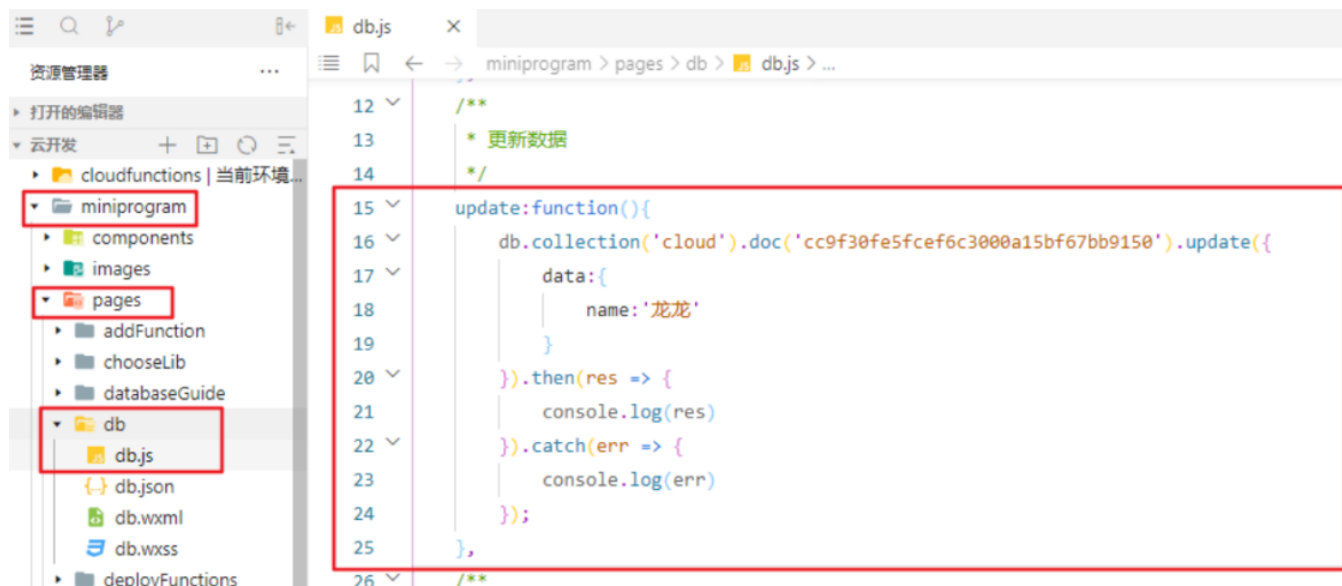 db.js
资源管理器
打开的编辑器
云开发
cloudfunctions | 当前环境...
miniprogram
components
images
pages
addFunction
chooseLib
databaseGuide
db
db.js
db.json
db.wxml
db.wxss
deployFunctions
miniprogram > pages > db > db.js > ...
12 /**
13 * 更新数据
14 */
15 update:function(){
16 db.collection('cloud').doc('cc9f30fe5fcef6c3000a15bf67bb9150').update({
17 data:{
18 name:'龙龙'
19 }
20 }).then(res => {
21 console.log(res)
22 }).catch(err => {
23 console.log(err)
24 });
25 },
26 /**